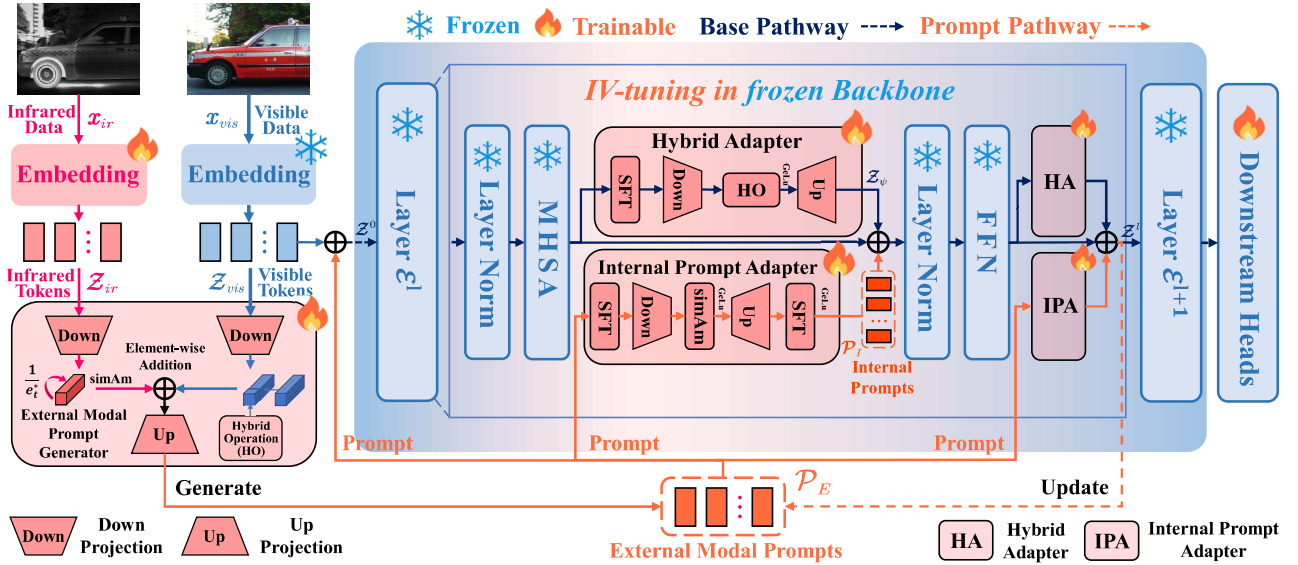 Frozen Trainable Base Pathway Prompt Pathway
Infrared
Data
x_ir
x_vis
Visible
Data
Embedding
Embedding
Infrared
Tokens
Z_ir
Z_vis
Visible
Tokens
Down
Element-wise
Addition
Down
1/e_t^*
simAm
External Modal
Prompt
Generator
Up
Hybrid
Operation
(HO)
Z^0
Layer ε^l
IV-tuning in frozen Backbone
Layer Norm
MHSA
Hybrid Adapter
SFT
Down
HO
GeLu
Up
Z_ψ
Internal Prompt Adapter
SFT
Down
simAm
GeLu
Up
SFT
GeLu
P_I
Internal
Prompts
Layer Norm
FFN
HA
IPA
Z^l
Layer ε^{l+1}
Downstream Heads
Prompt
Prompt
Prompt
Generate
P_E
Update
External Modal Prompts
Down
Down
Projection
Up
Up
Projection
HA
Hybrid
Adapter
IPA
Internal Prompt
Adapter